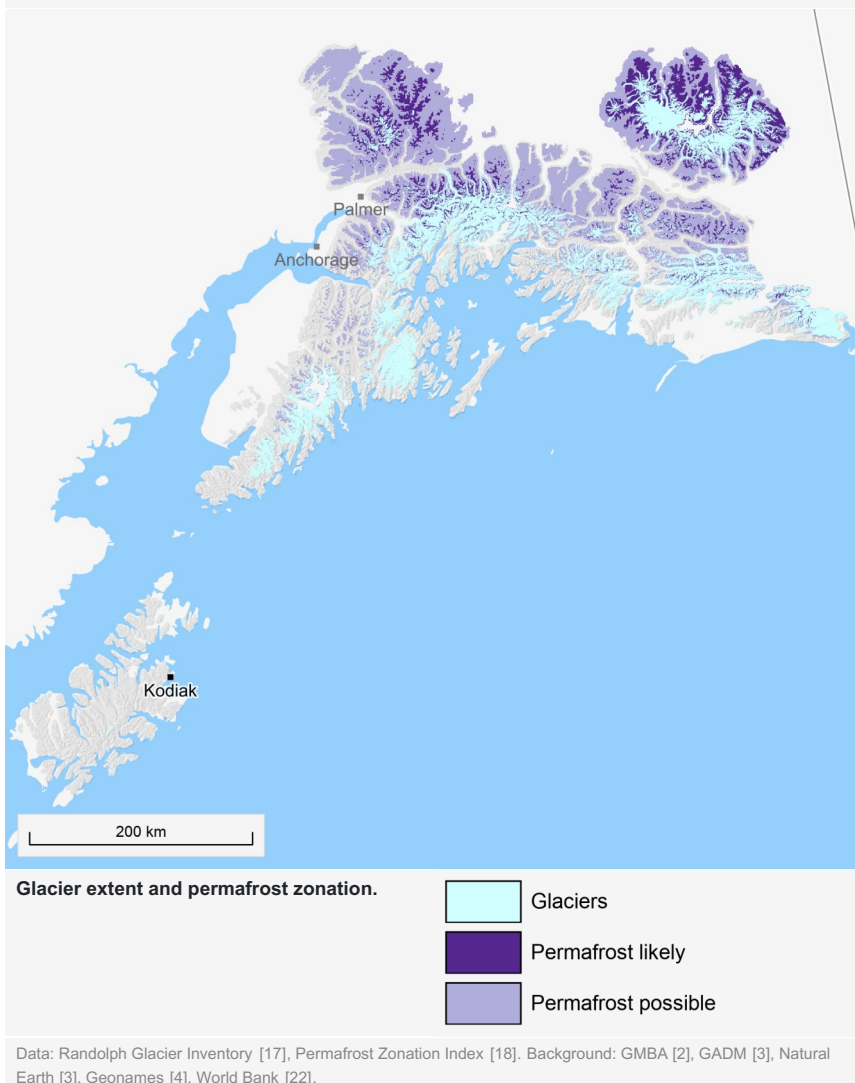 Palmer
Anchorage
Kodiak
200 km
Glacier extent and permafrost zonation.
Glaciers
Permafrost likely
Permafrost possible
Data: Randolph Glacier Inventory [17], Permafrost Zonation Index [18]. Background: GMBA [2], GADM [3], Natural
Earth [3], Geonames [4], World Bank [22].